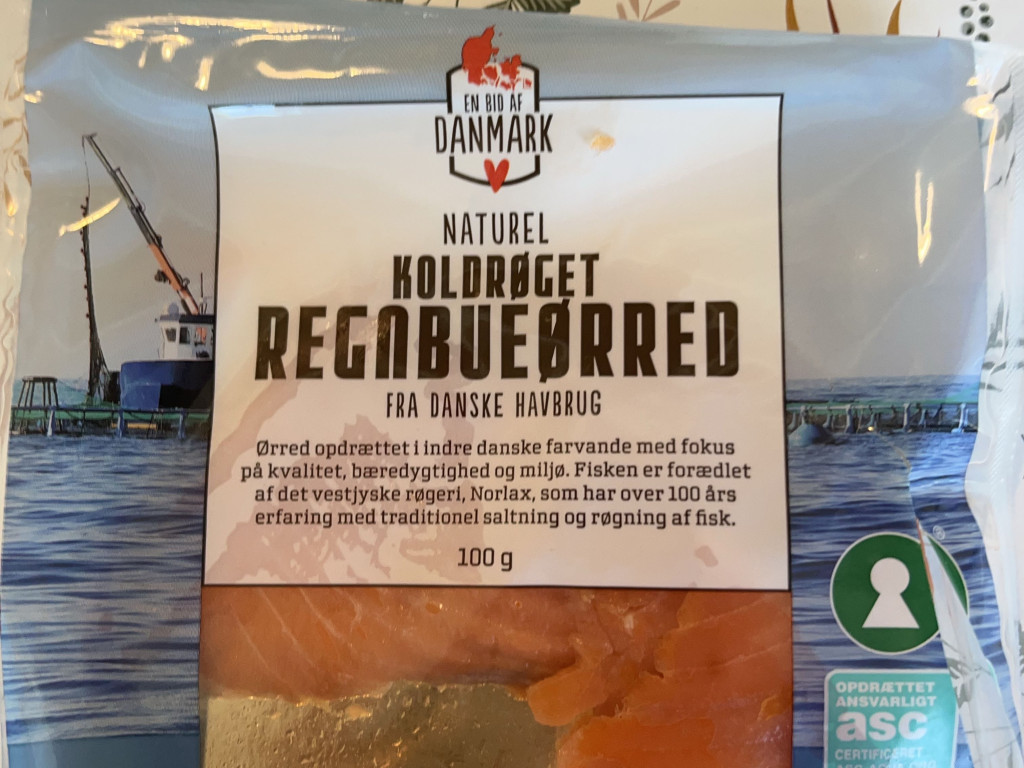 EN BID AF
DANMARK
NATUREL
KOLDRØGET
REGNBUEØRRED
FRA DANSKE HAVBRUG
Ørred opdrættet i indre danske farvande med fokus
på kvalitet, bæredygtighed og miljø. Fisken er forædlet
af det vestjyske røgeri, Norlax, som har over 100 års
erfaring med traditionel saltning og røgning af fisk.
100 g
®
OPDRÆTTET
ANSVARLIGT
asc
CERTIFICERET